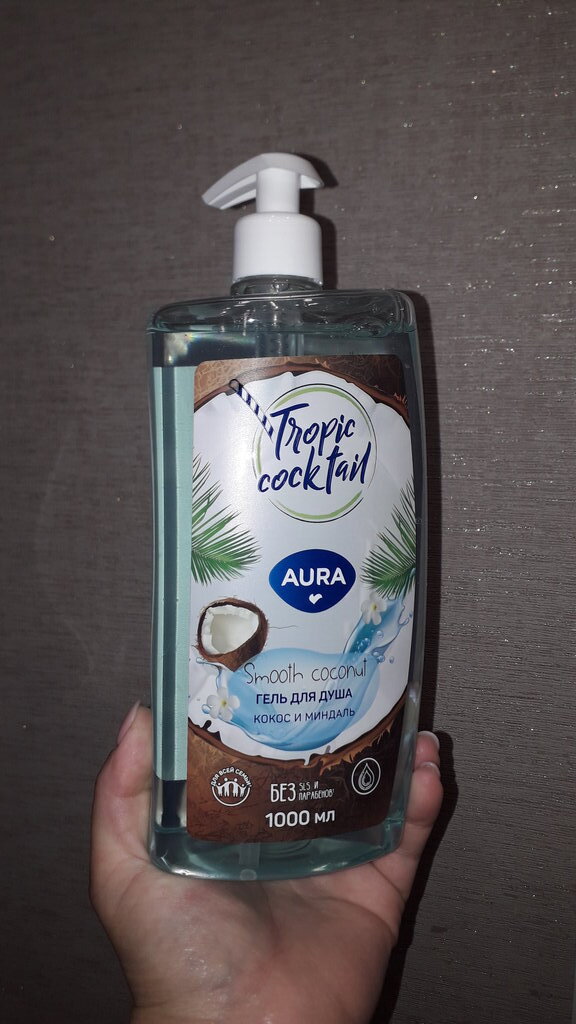 Tropic
cocktail
AURA
Smooth coconut
ГЕЛЬ ДЛЯ ДУША
КОКОС И МИНДАЛЬ
ДЛЯ ВСЕЙ СЕМЬИ
БЕЗ SLS И
ПАРАБЕНОВ
1000 МЛ